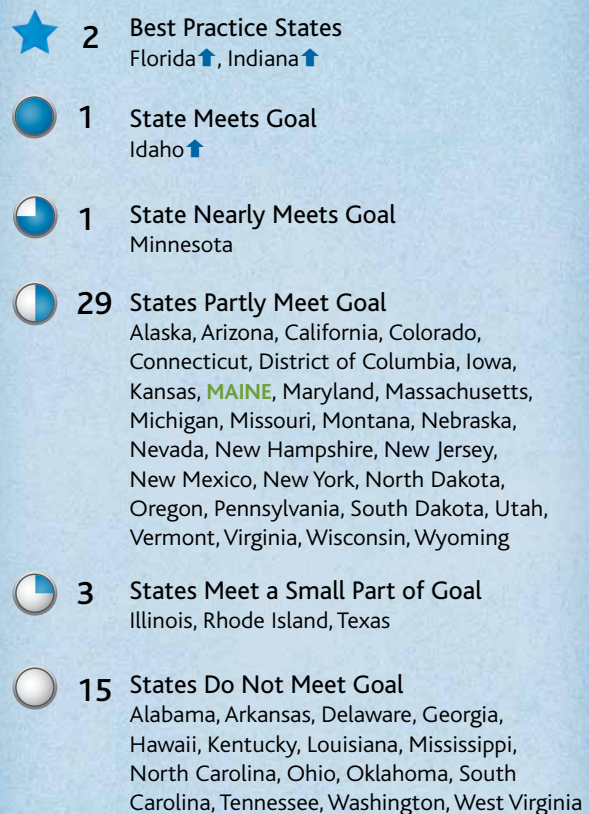 2 Best Practice States
Florida⬆, Indiana⬆
1 State Meets Goal
Idaho⬆
1 State Nearly Meets Goal
Minnesota
29 States Partly Meet Goal
Alaska, Arizona, California, Colorado,
Connecticut, District of Columbia, Iowa,
Kansas, MAINE, Maryland, Massachusetts,
Michigan, Missouri, Montana, Nebraska,
Nevada, New Hampshire, New Jersey,
New Mexico, New York, North Dakota,
Oregon, Pennsylvania, South Dakota, Utah,
Vermont, Virginia, Wisconsin, Wyoming
3 States Meet a Small Part of Goal
Illinois, Rhode Island, Texas
15 States Do Not Meet Goal
Alabama, Arkansas, Delaware, Georgia,
Hawaii, Kentucky, Louisiana, Mississippi,
North Carolina, Ohio, Oklahoma, South
Carolina, Tennessee, Washington, West Virginia